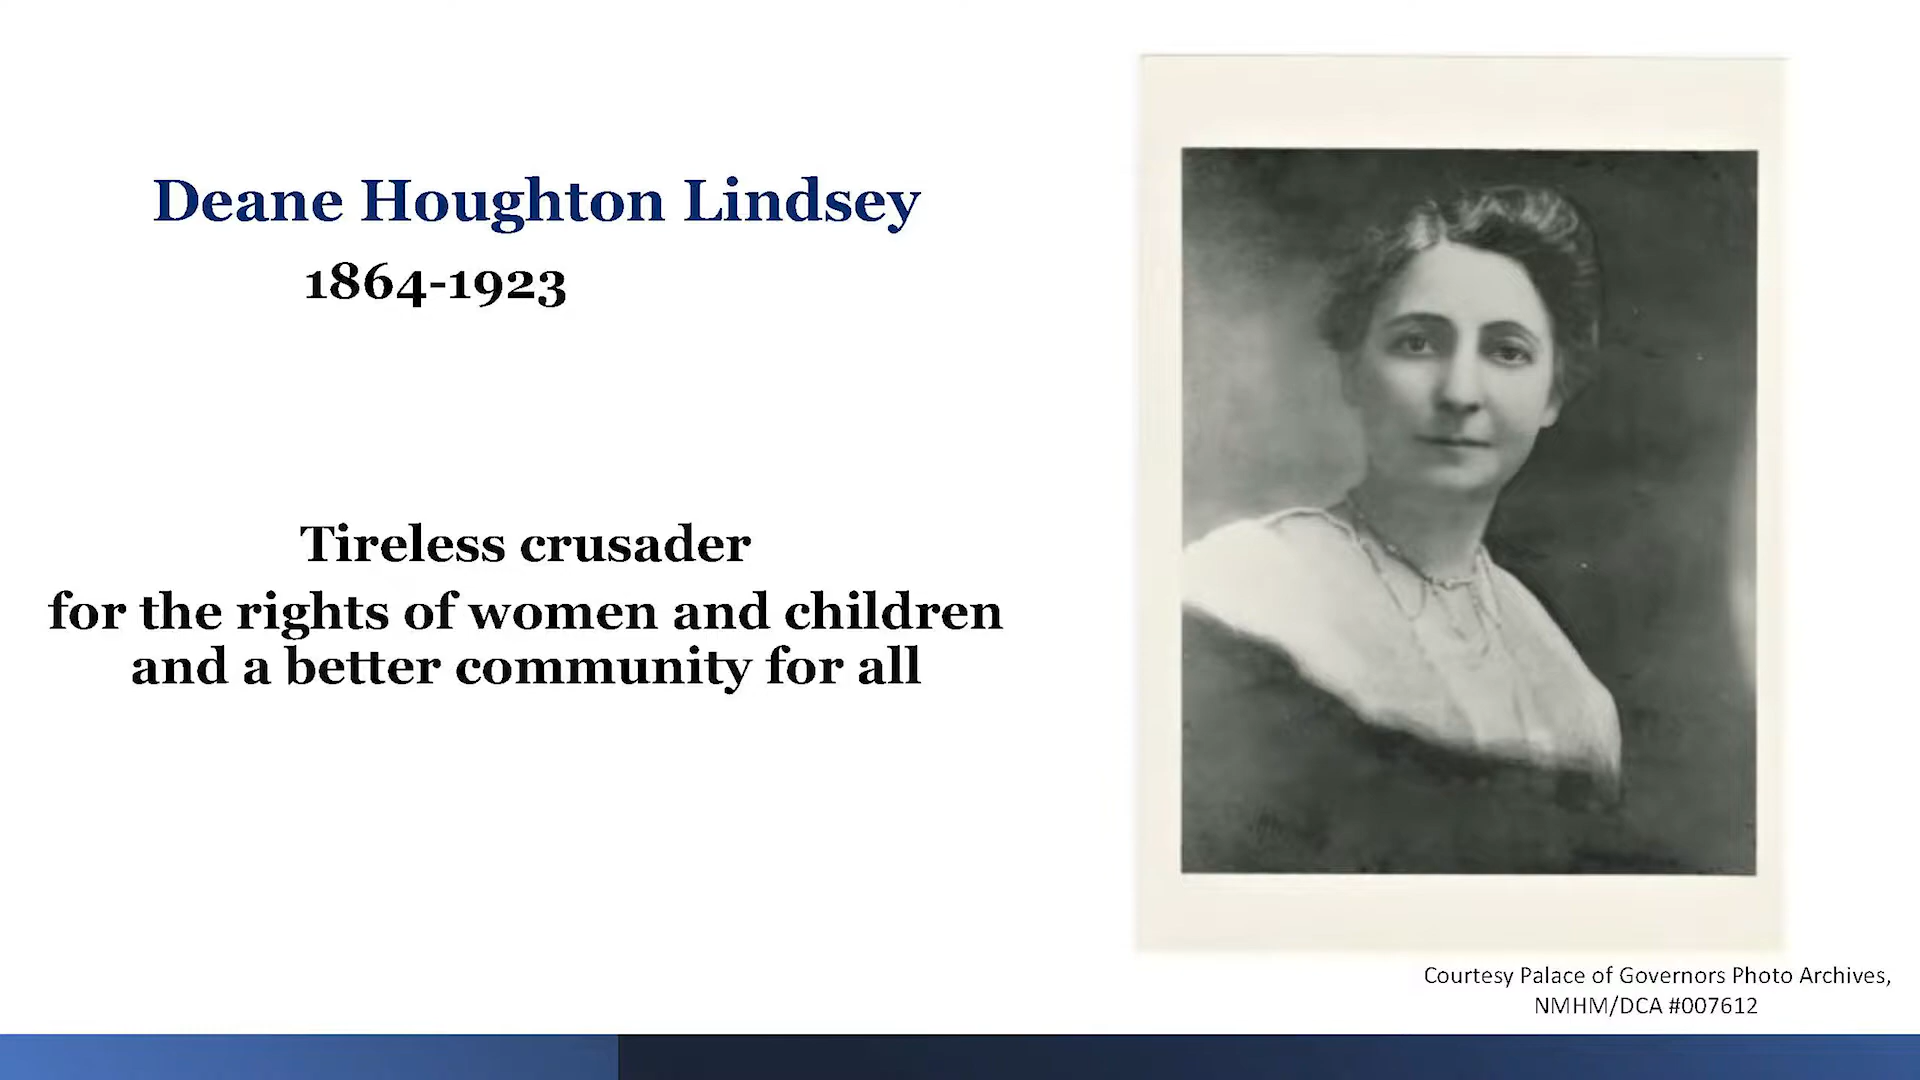 Deane Houghton Lindsey
1864-1923
Tireless crusader
for the rights of women and children
and a better community for all
Courtesy Palace of Governors Photo Archives,
NMHM/DCA #007612